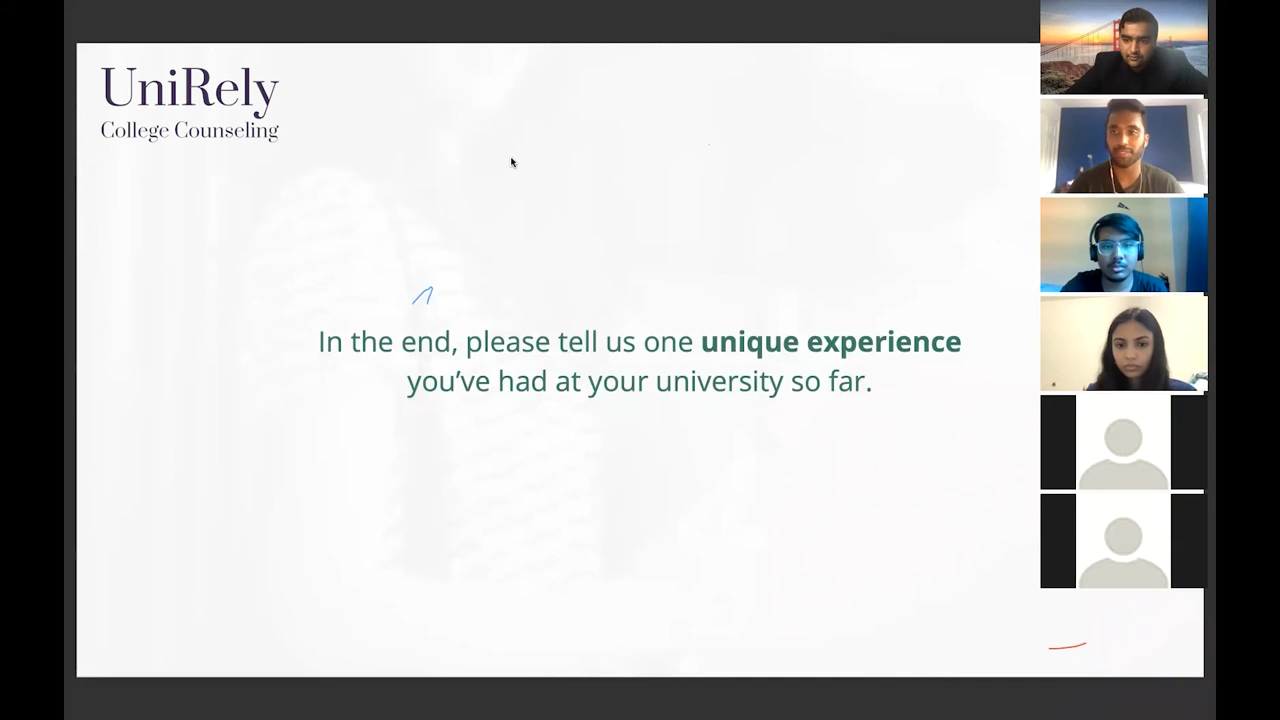 UniRely
College Counseling
In the end, please tell us one unique experience
you’ve had at your university so far.